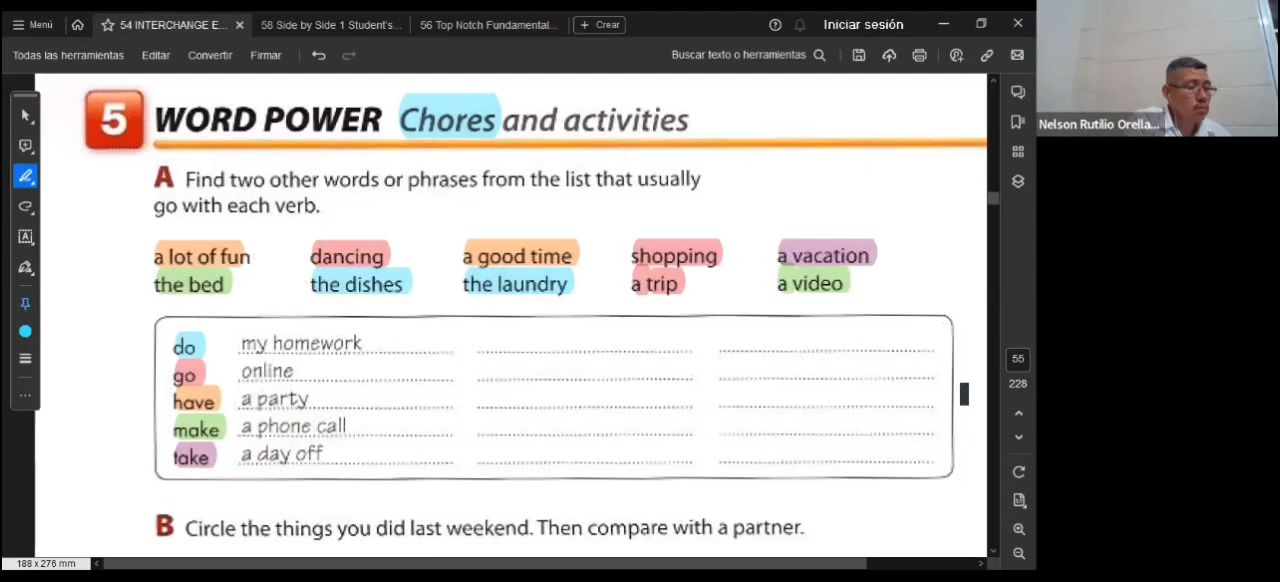 Menú
54 INTERCHANGE E...
58 Side by Side 1 Student's...
56 Top Notch Fundamental...
+ Crear
Iniciar sesión
Todas las herramientas Editar Convertir Firmar
Buscar texto o herramientas
5 WORD POWER Chores and activities
A Find two other words or phrases from the list that usually
go with each verb.
a lot of fun dancing a good time shopping a vacation
the bed the dishes the laundry a trip a video
do my homework
go online
have a party
make a phone call
take a day off
B Circle the things you did last weekend. Then compare with a partner.
188 x 276 mm
55
228
Nelson Rutilio Orella...